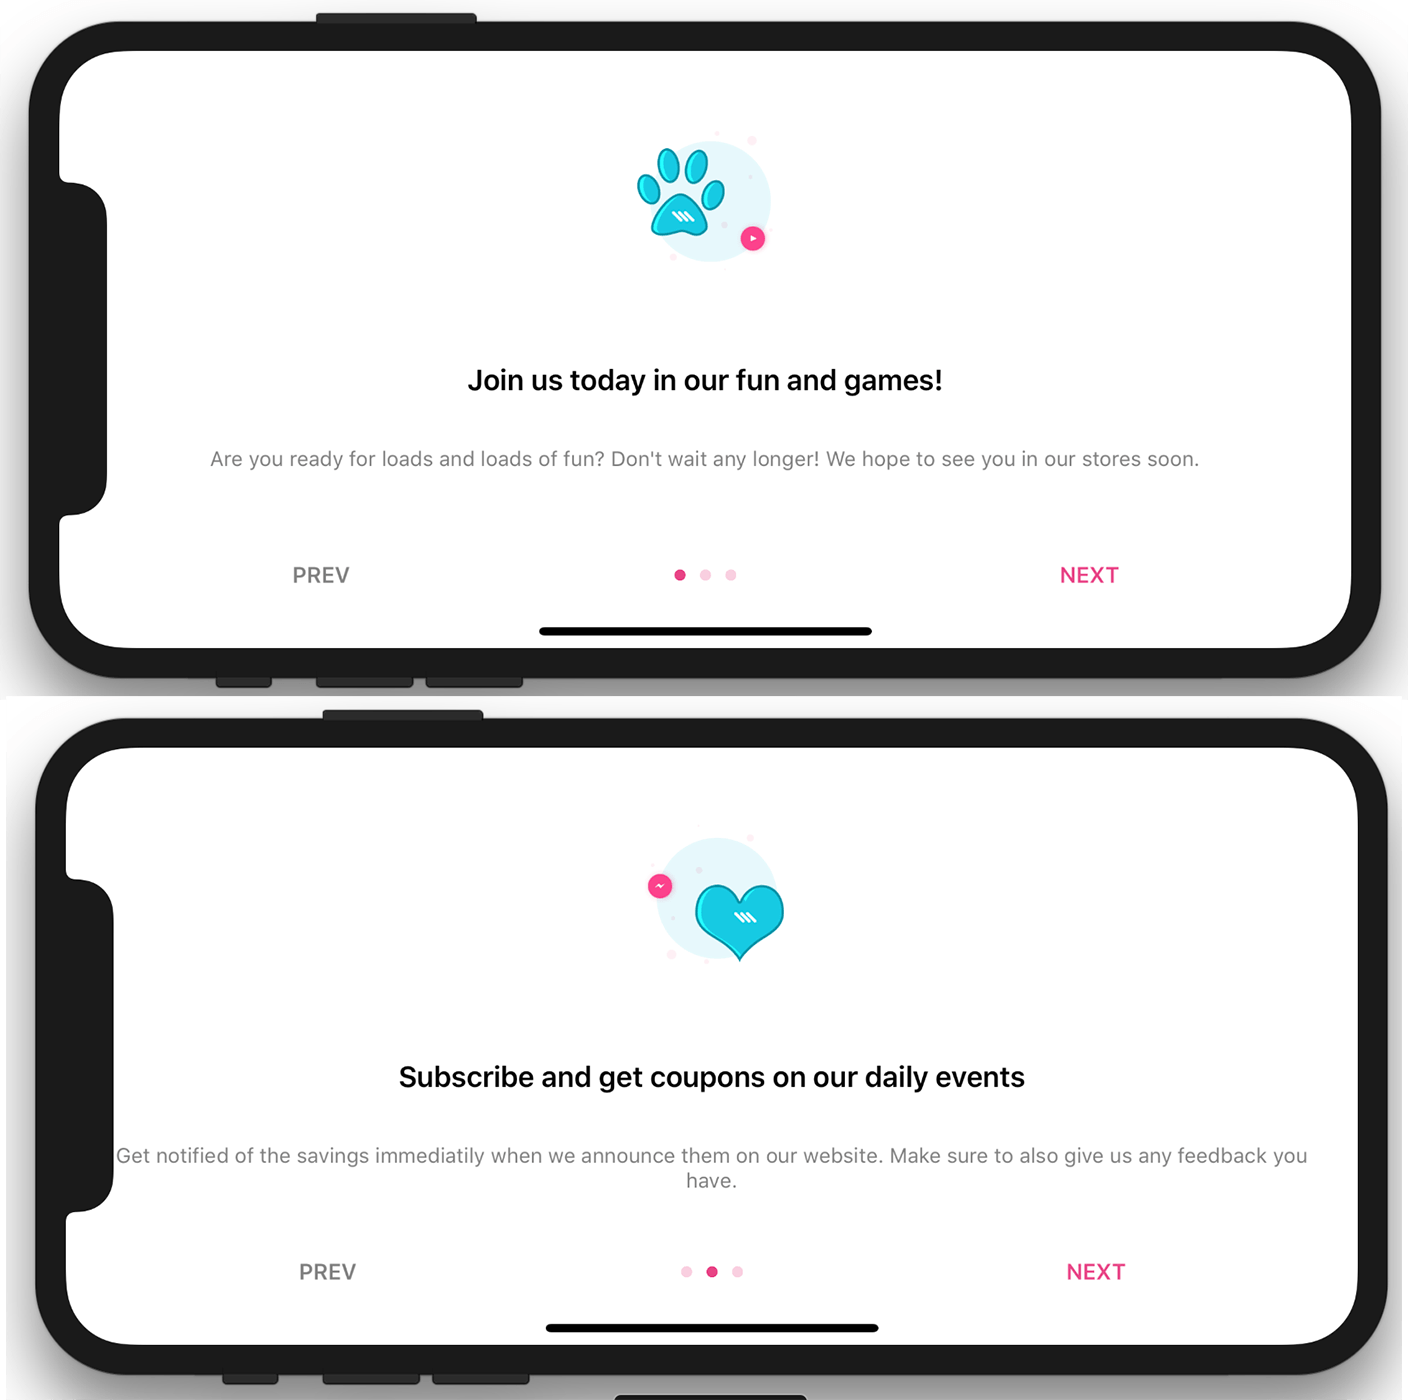 Join us today in our fun and games!
Are you ready for loads and loads of fun? Don't wait any longer! We hope to see you in our stores soon.
PREV
NEXT
Subscribe and get coupons on our daily events
Get notified of the savings immediatily when we announce them on our website. Make sure to also give us any feedback you
have.
PREV
NEXT